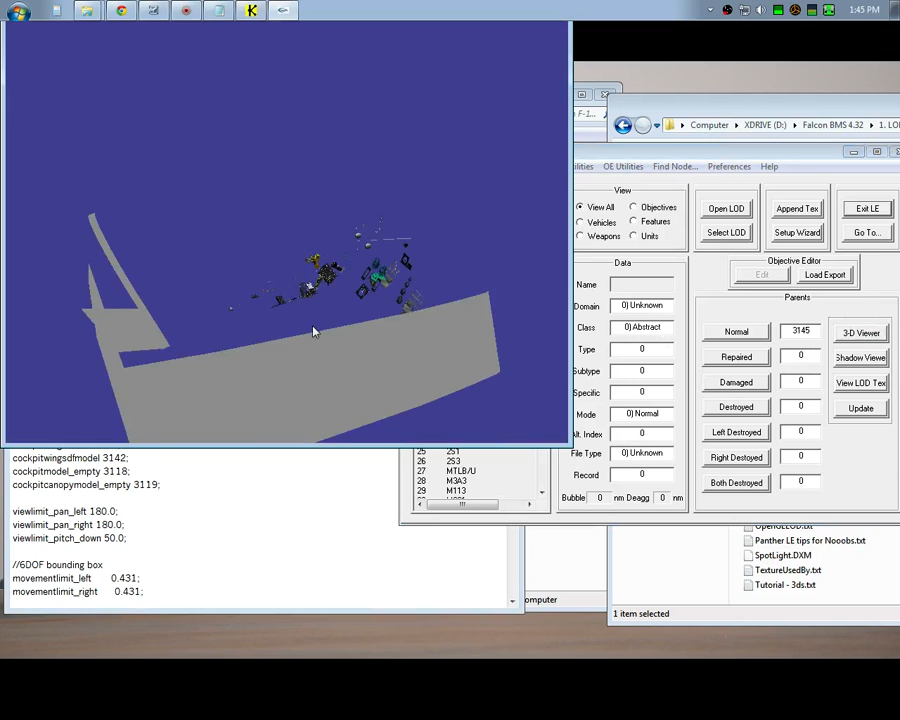 1:45 PM
F-1...
Computer
XDRIVE (D:)
Falcon BMS 4.32
1. LO
ilities
OE Utilities
Find Node...
Preferences
Help
View
View All
Objectives
Vehicles
Features
Weapons
Units
Open LOD
Append Tex
Exit LE
Select LOD
Setup Wizard
Go To...
Objective Editor
Edit
Load Export
Data
Name
Domain
0) Unknown
Class
0) Abstract
Type
0
Subtype
0
Specific
0
Mode
0) Normal
Alt. Index
0
File Type
0) Unknown
Record
0
Bubble
0
nm
Deagg
0
nm
Parents
Normal
3145
Repaired
0
Damaged
0
Destroyed
0
Left Destroyed
0
Right Destoyed
0
Both Destroyed
0
3-D Viewer
Shadow Viewe
View LOD Tex
Update
25 2S1
26 2S3
27 MTLB/U
28 M3A3
29 M113
cockpitwingsdfmodel 3142;
cockpitmodel_empty 3118;
cockpitcanopymodel_empty 3119;
viewlimit_pan_left 180.0;
viewlimit_pan_right 180.0;
viewlimit_pitch_down 50.0;
//6DOF bounding box
movementlimit_left 0.431;
movementlimit_right 0.431;
omputer
Panther LE tips for Nooobs.txt
SpotLight.DXM
TextureUsedBy.txt
Tutorial - 3ds.txt
1 item selected